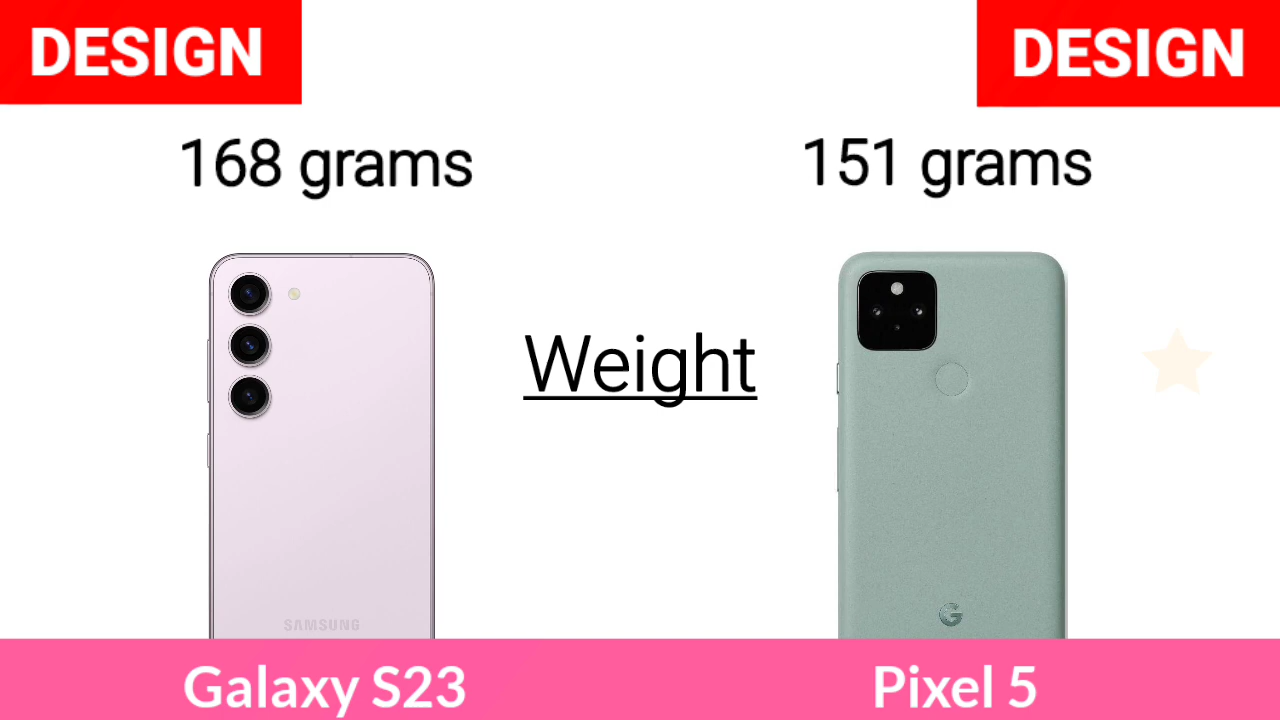 DESIGN
DESIGN
168 grams
151 grams
Weight
SAMSUNG
G
Galaxy S23
Pixel 5